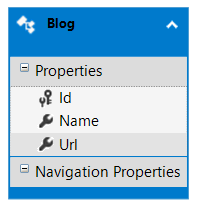 Blog
Properties
Id
Name
Url
Navigation Properties